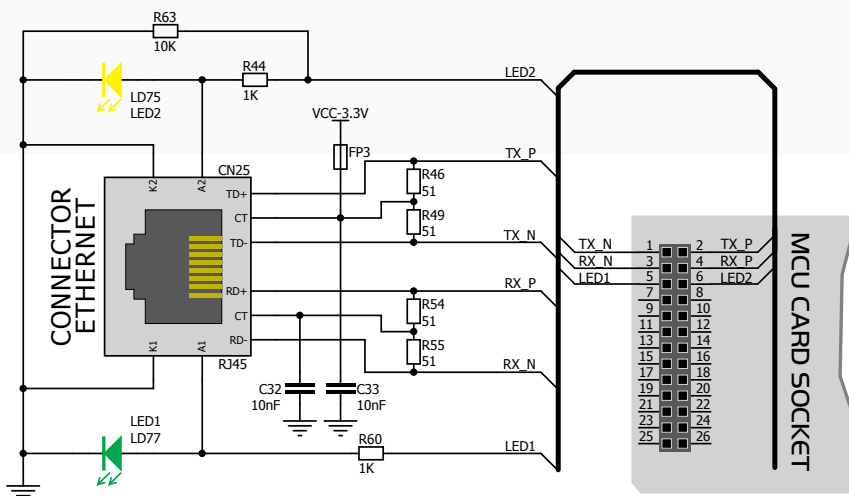 R63
10K
R44
1K
LED2
LD75
LED2
VCC-3.3V
FP3
TX_P
CN25
K2
A2
TD+
R46
51
CT
R49
51
TD-
TX_N
CONNECTOR
ETHERNET
RX_P
RD+
R54
51
CT
R55
51
RD-
RX_N
K1
A1
RJ45
C32
10nF
C33
10nF
LED1
LD77
R60
1K
LED1
MCU CARD SOCKET
TX_N 1 2 TX_P
RX_N 3 4 RX_P
LED1 5 6 LED2
7 8
9 10
11 12
13 14
15 16
17 18
19 20
21 22
23 24
25 26